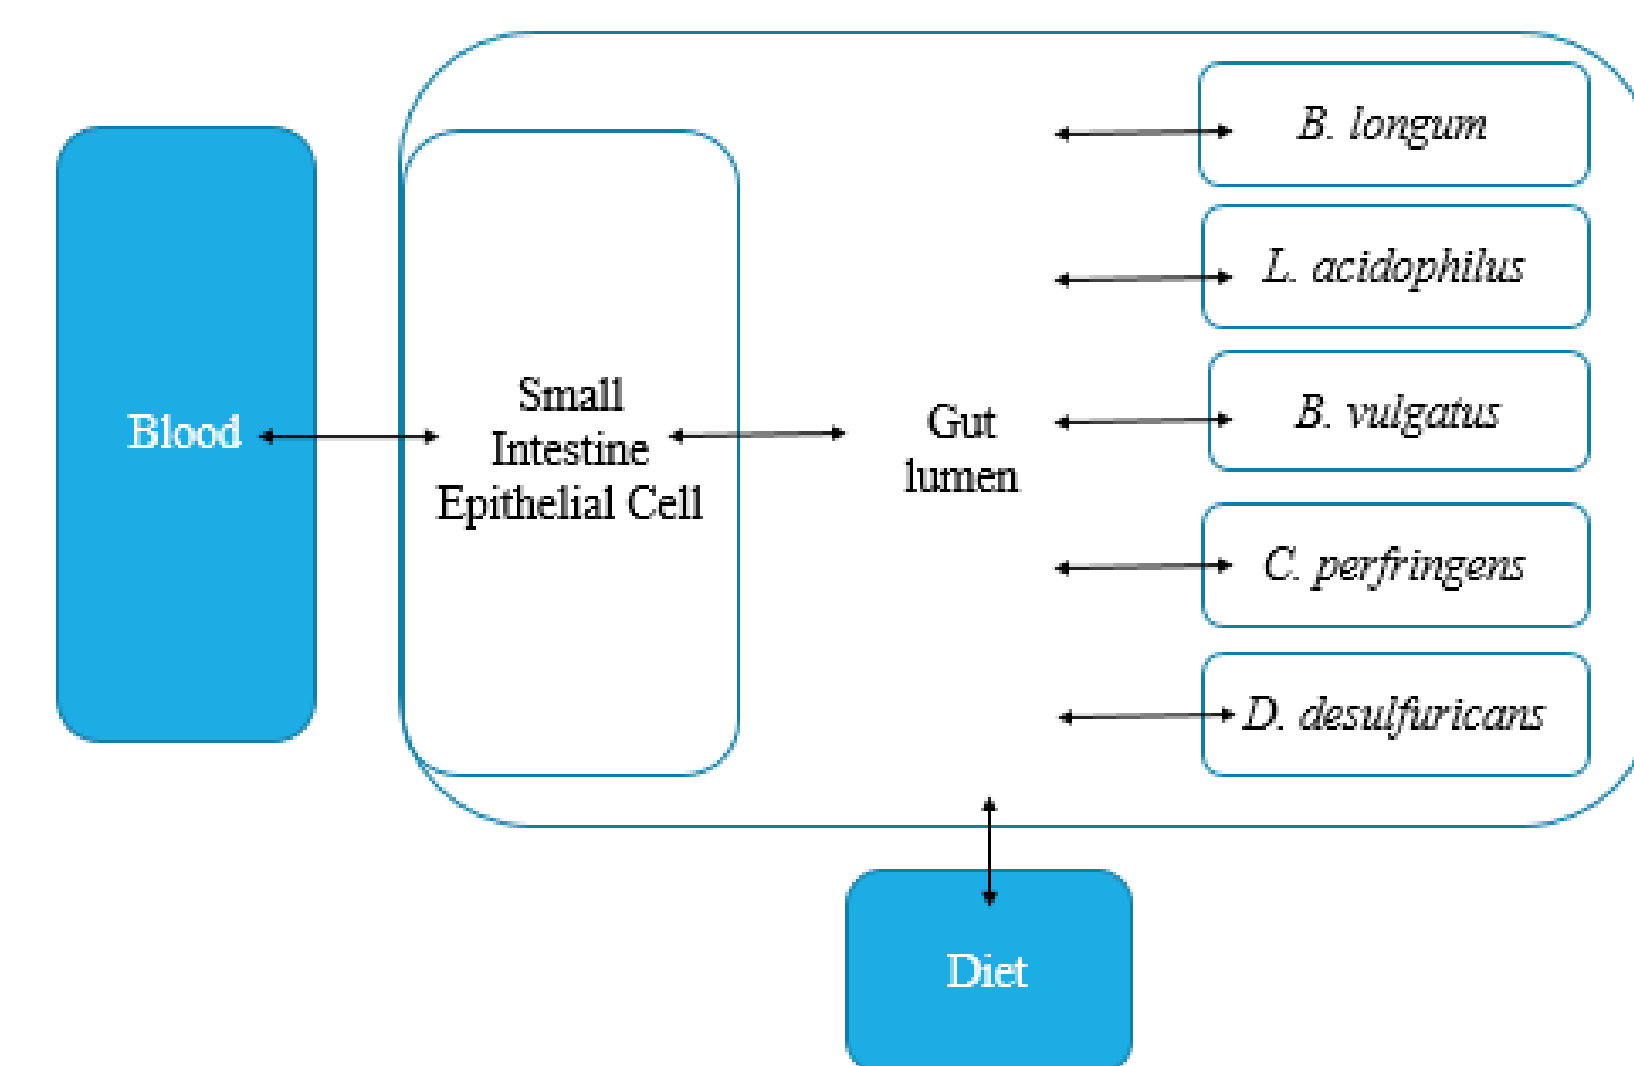 Blood
Small
Intestine
Epithelial Cell
Gut
lumen
B. longum
L. acidophilus
B. vulgatus
C. perfringens
D. desulfuricans
Diet